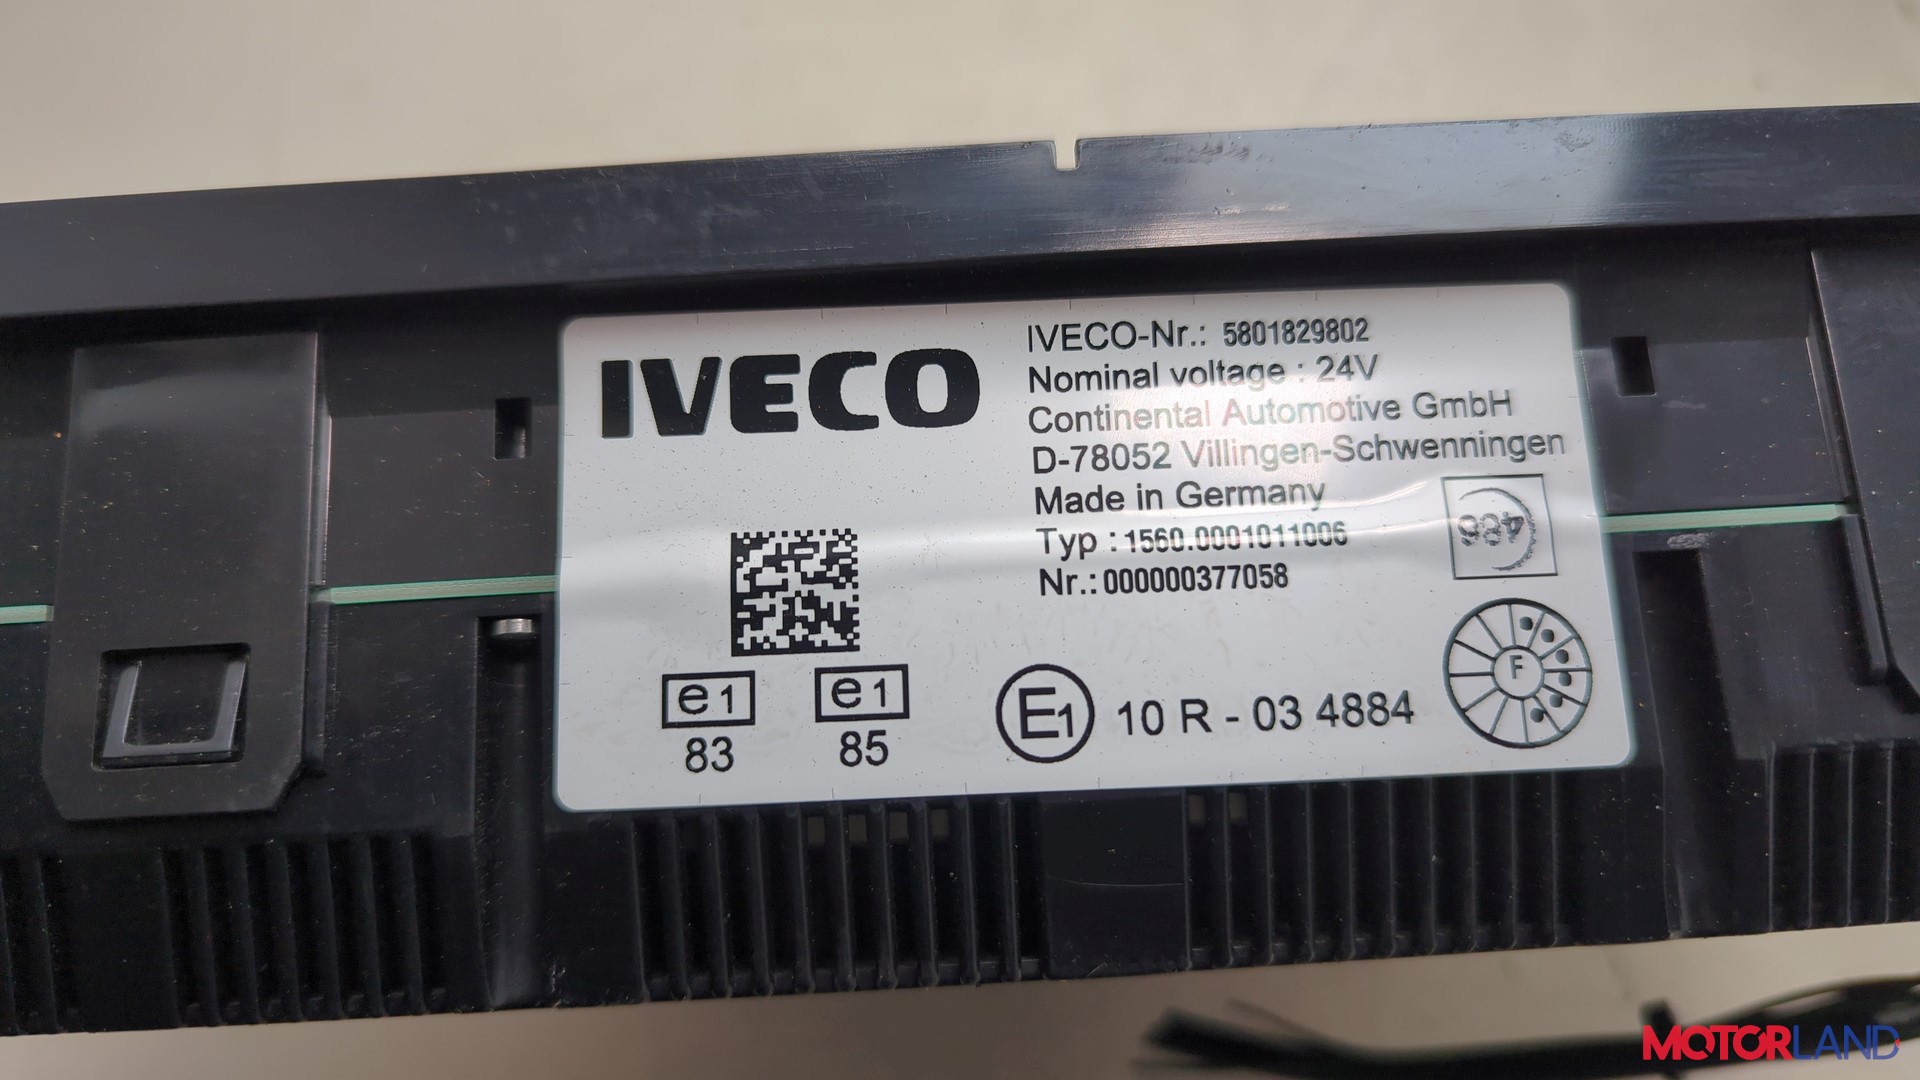 IVECO
IVECO-Nr.: 5801829802
Nominal voltage : 24V
Continental Automotive GmbH
D-78052 Villingen-Schwenningen
Made in Germany
Typ : 1560.0001011006
Nr.: 000000377058
486
F
e1
83
e1
85
E1 10 R - 03 4884
MOTORLAND